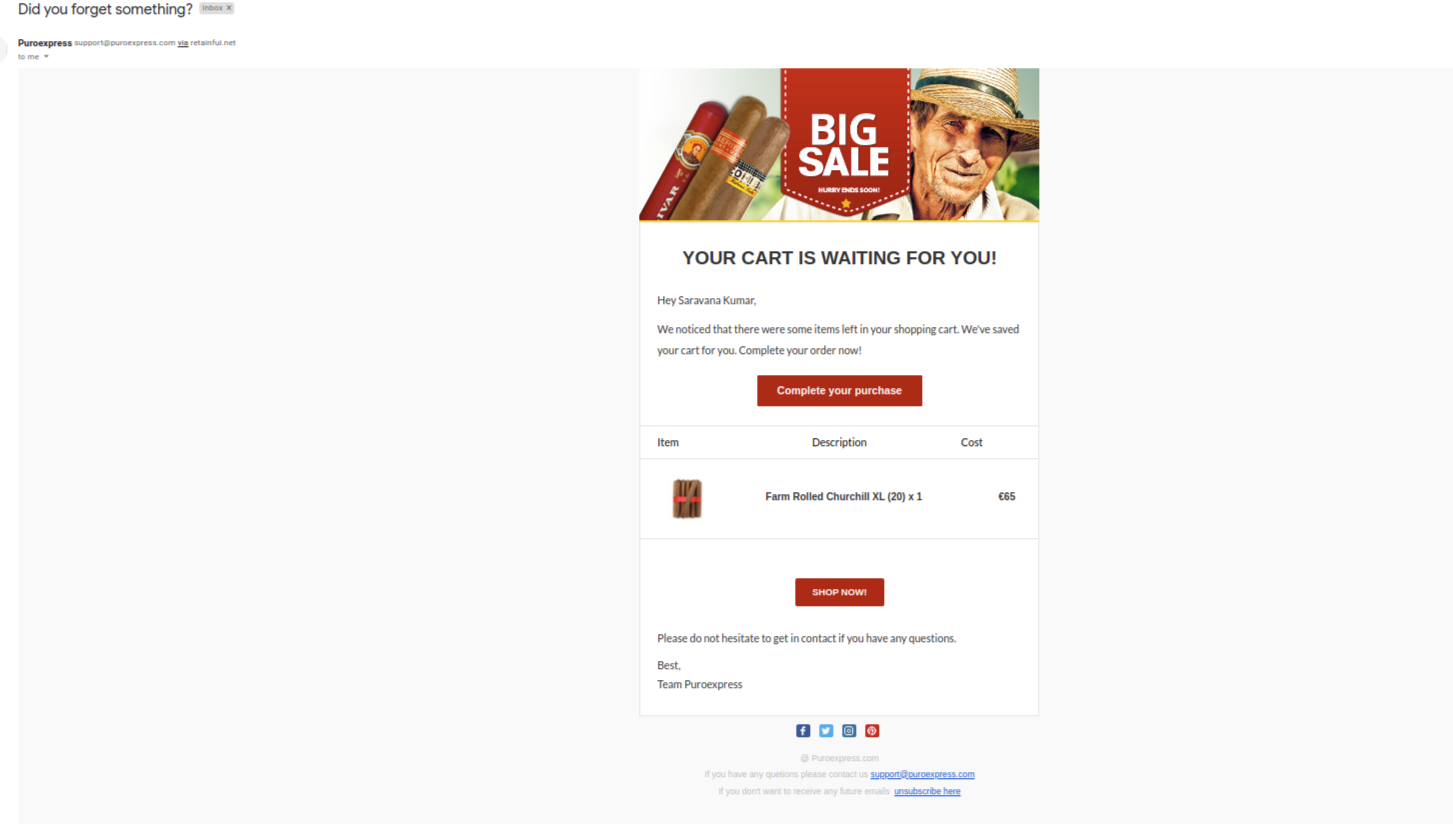 Did you forget something? Inbox x
Puroexpress support@puroexpress.com via retainful.net
to me
BIG
SALE
HURRY ENDS SOON!
YOUR CART IS WAITING FOR YOU!
Hey Saravana Kumar,
We noticed that there were some items left in your shopping cart. We've saved
your cart for you. Complete your order now!
Complete your purchase
Item Description Cost
Farm Rolled Churchill XL (20) x 1 €65
SHOP NOW!
Please do not hesitate to get in contact if you have any questions.
Best,
Team Puroexpress
@ Puroexpress.com
If you have any quetions please contact us support@puroexpress.com
If you don't want to receive any future emails unsubscribe here